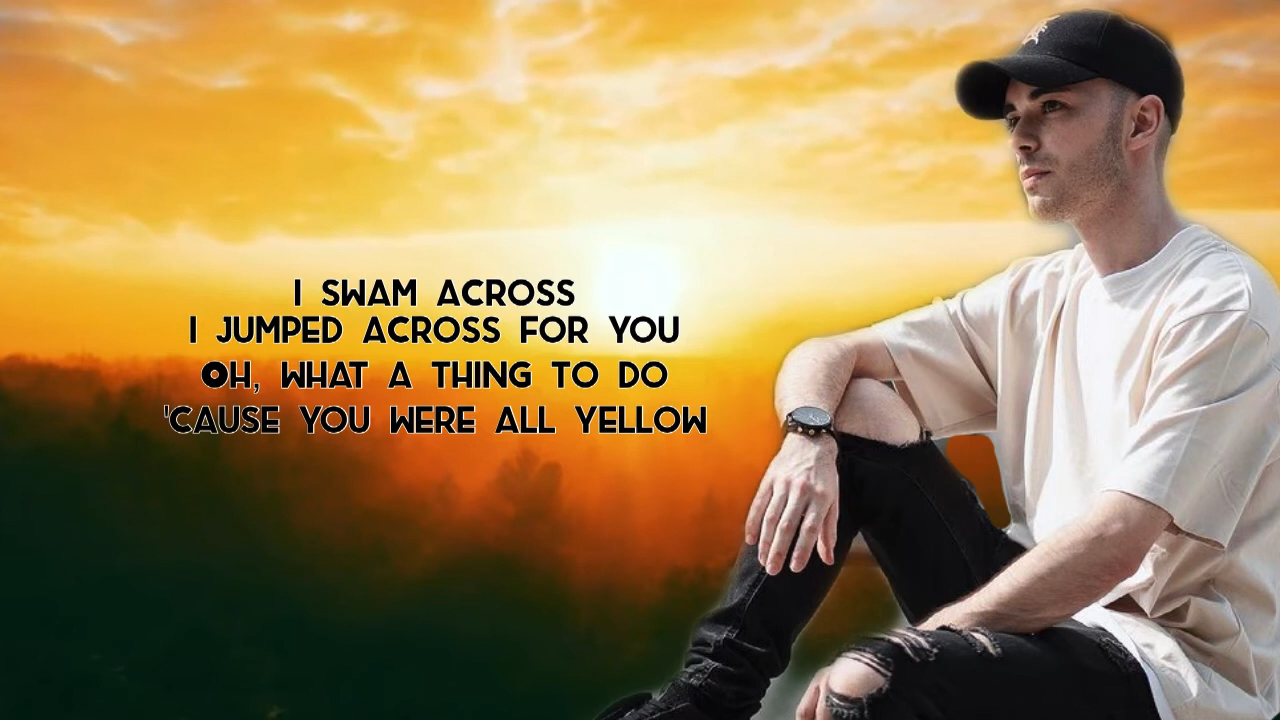 I SWAM ACROSS
I JUMPED ACROSS FOR YOU
OH, WHAT A THING TO DO
'CAUSE YOU WERE ALL YELLOW